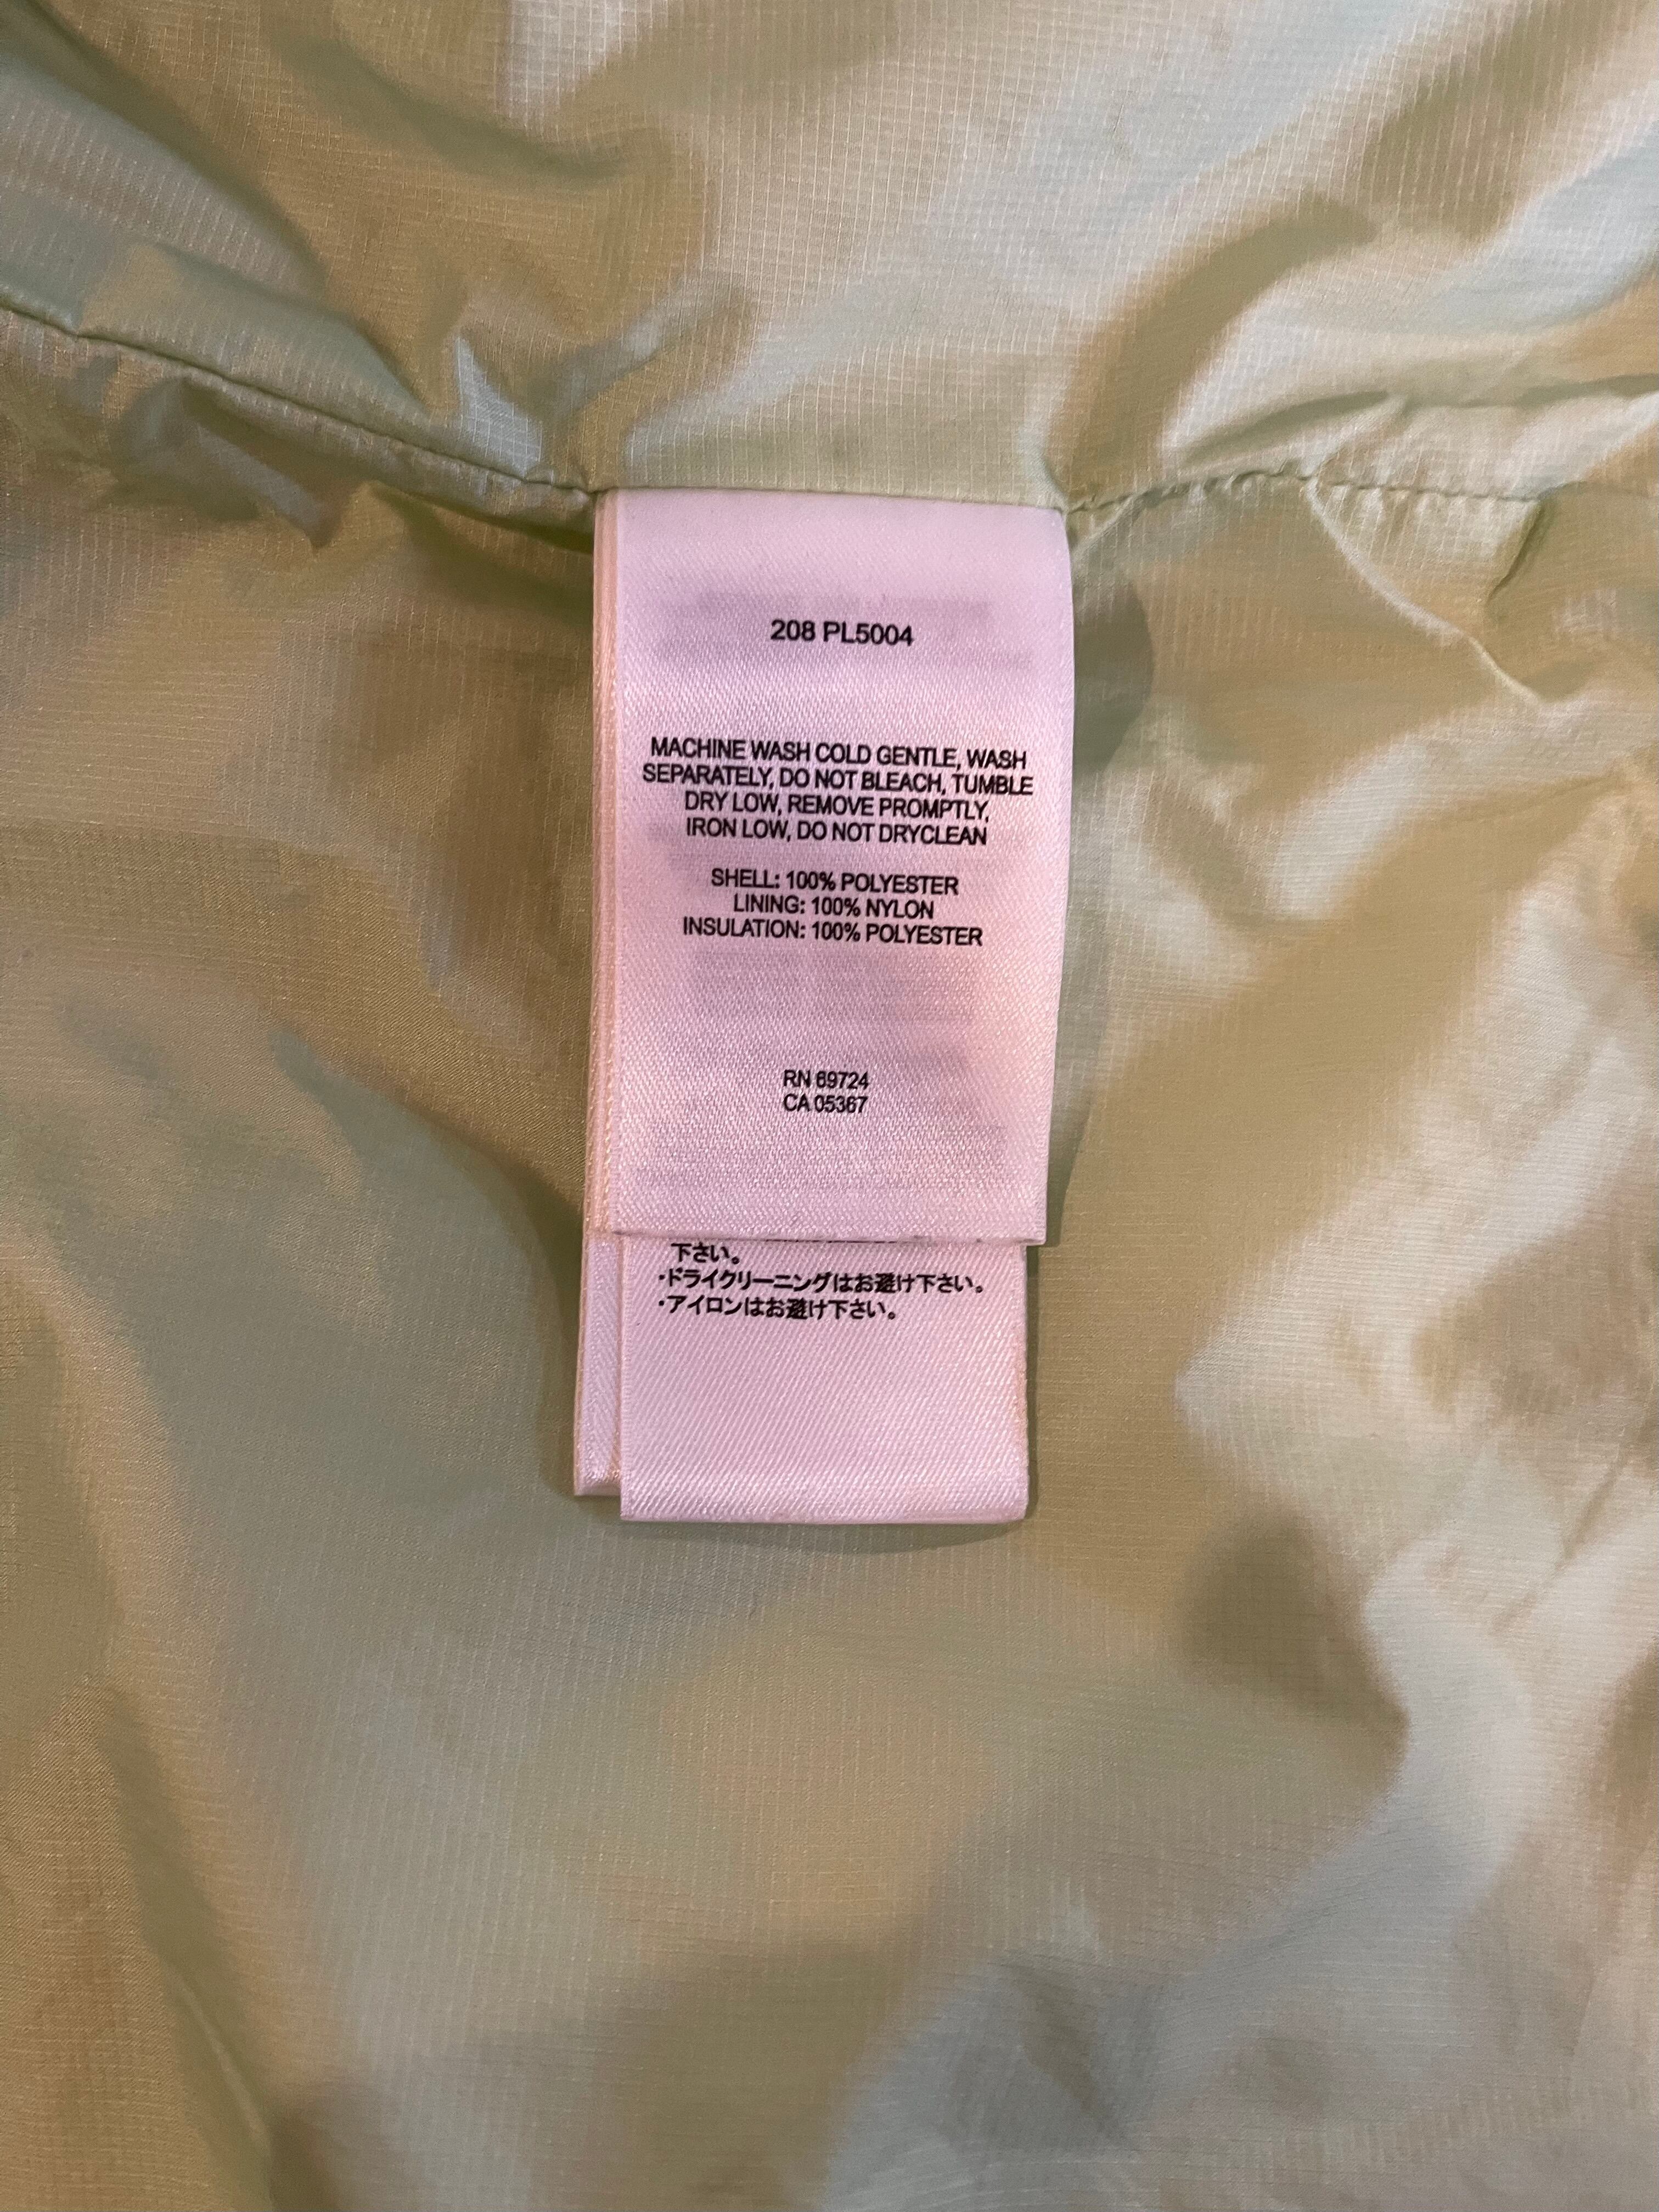 208 PL5004
MACHINE WASH COLD GENTLE, WASH
SEPARATELY, DO NOT BLEACH, TUMBLE
DRY LOW, REMOVE PROMPTLY,
IRON LOW, DO NOT DRYCLEAN
SHELL: 100% POLYESTER
LINING: 100% NYLON
INSULATION: 100% POLYESTER
RN 69724
CA 05367
下さい。
・ドライクリーニングはお避け下さい。
・アイロンはお避け下さい。